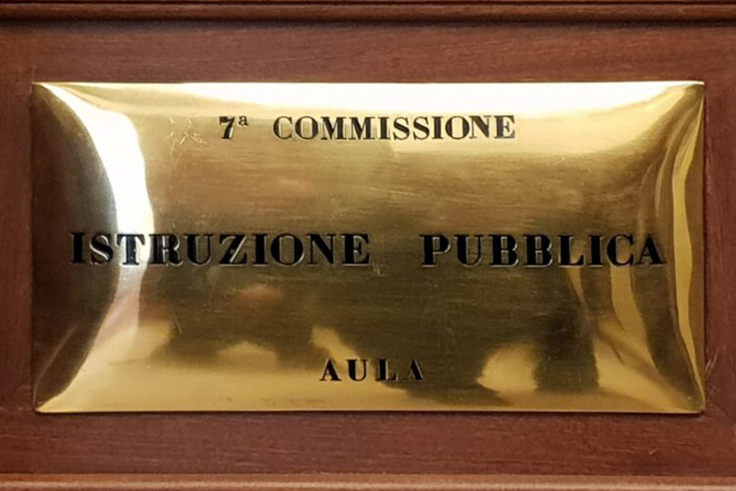 7ª COMMISSIONE
ISTRUZIONE PUBBLICA
AULA